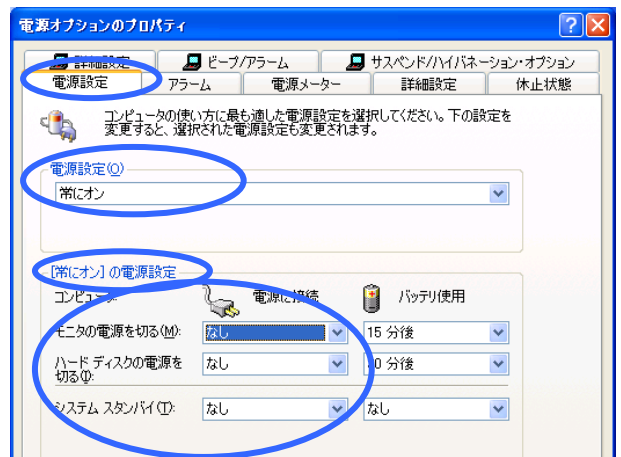 電源オプションのプロパティ
詳細設定 ビープ/アラーム サスペンド/ハイバネーション・オプション
電源設定 アラーム 電源メーター 詳細設定 休止状態
コンピュータの使い方に最も適した電源設定を選択してください。下の設定を
変更すると、選択された電源設定も変更されます。
電源設定(O)
常にオン
[常にオン] の電源設定
コンピュータ: 電源に接続 バッテリ使用
モニタの電源を切る(M): なし 15 分後
ハード ディスクの電源を なし 分後
切る(I):
システム スタンバイ(T): なし なし